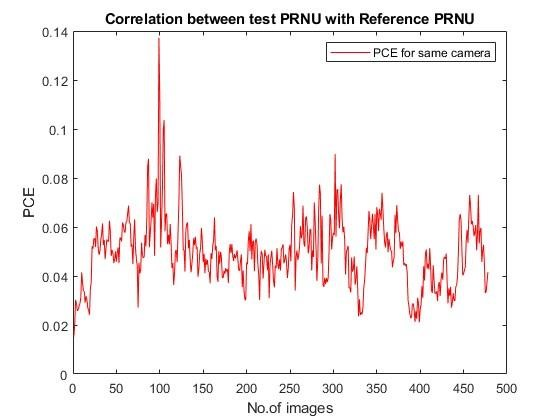 Correlation between test PRNU with Reference PRNU
PCE for same camera
0.14
0.12
0.1
0.08
0.06
0.04
0.02
0
PCE
0 50 100 150 200 250 300 350 400 450 500
No.of images